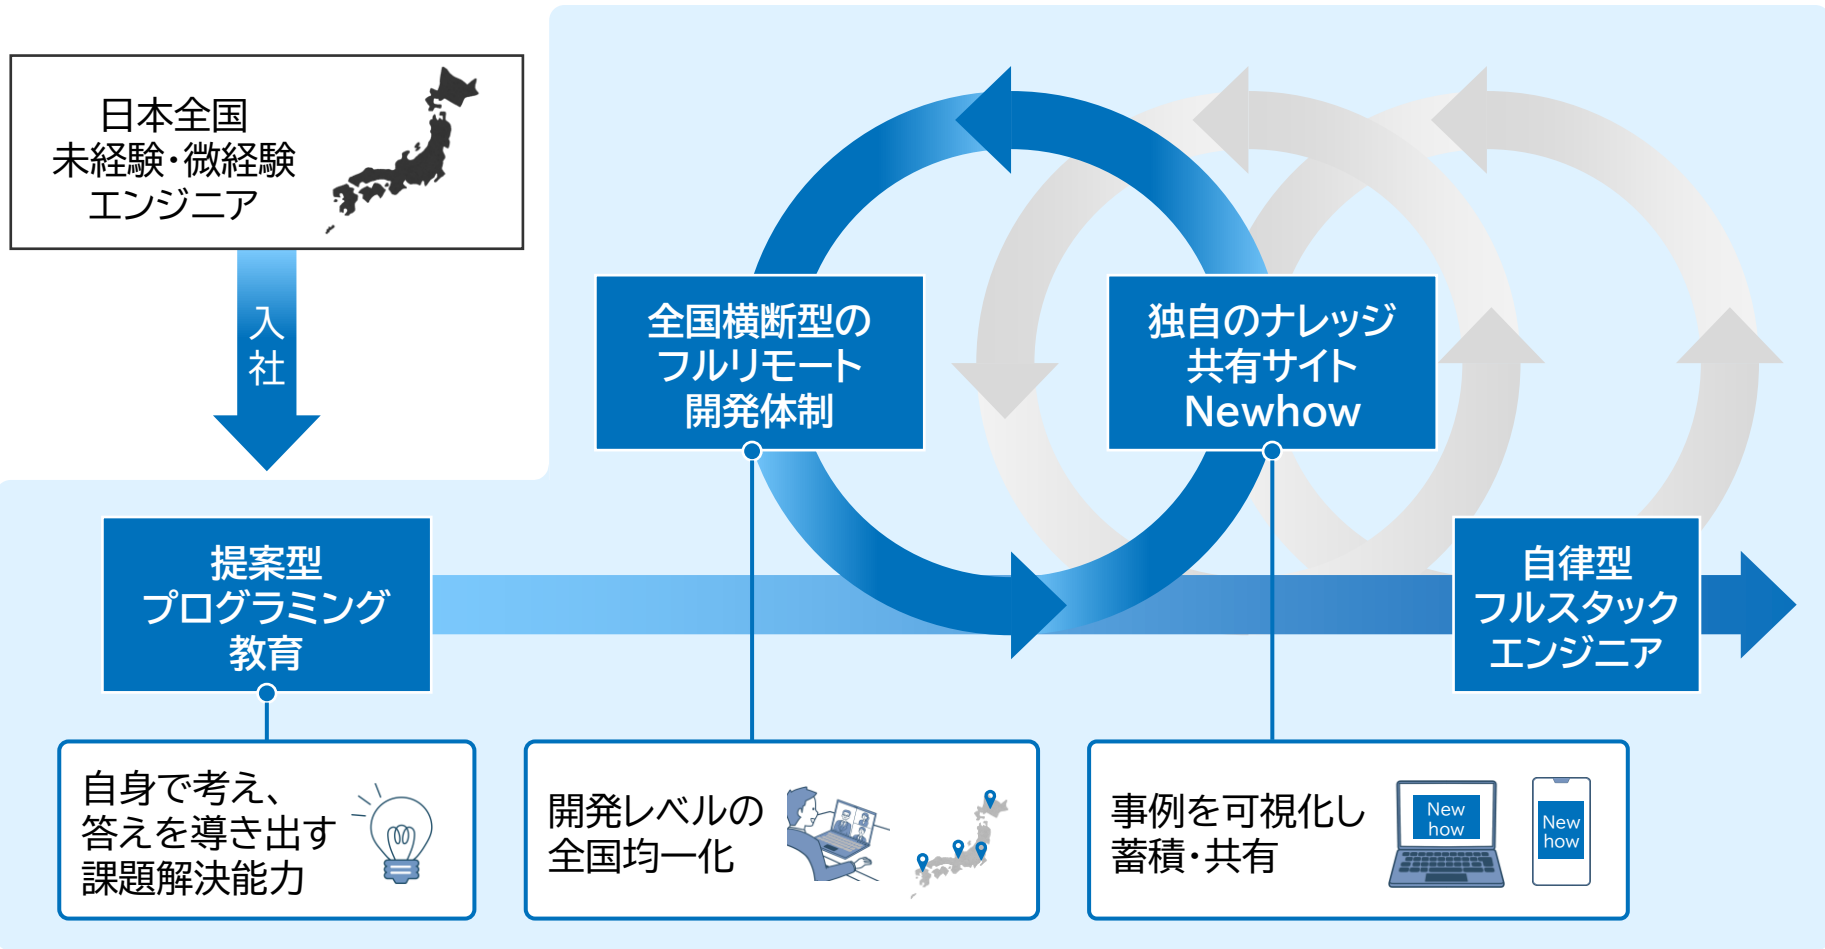 日本全国
未経験・微経験
エンジニア
入
社
全国横断型の
フルリモート
開発体制
独自のナレッジ
共有サイト
Newhow
提案型
プログラミング
教育
自律型
フルスタック
エンジニア
自身で考え、
答えを導き出す
課題解決能力
開発レベルの
全国均一化
事例を可視化し
蓄積・共有
New
how
New
how